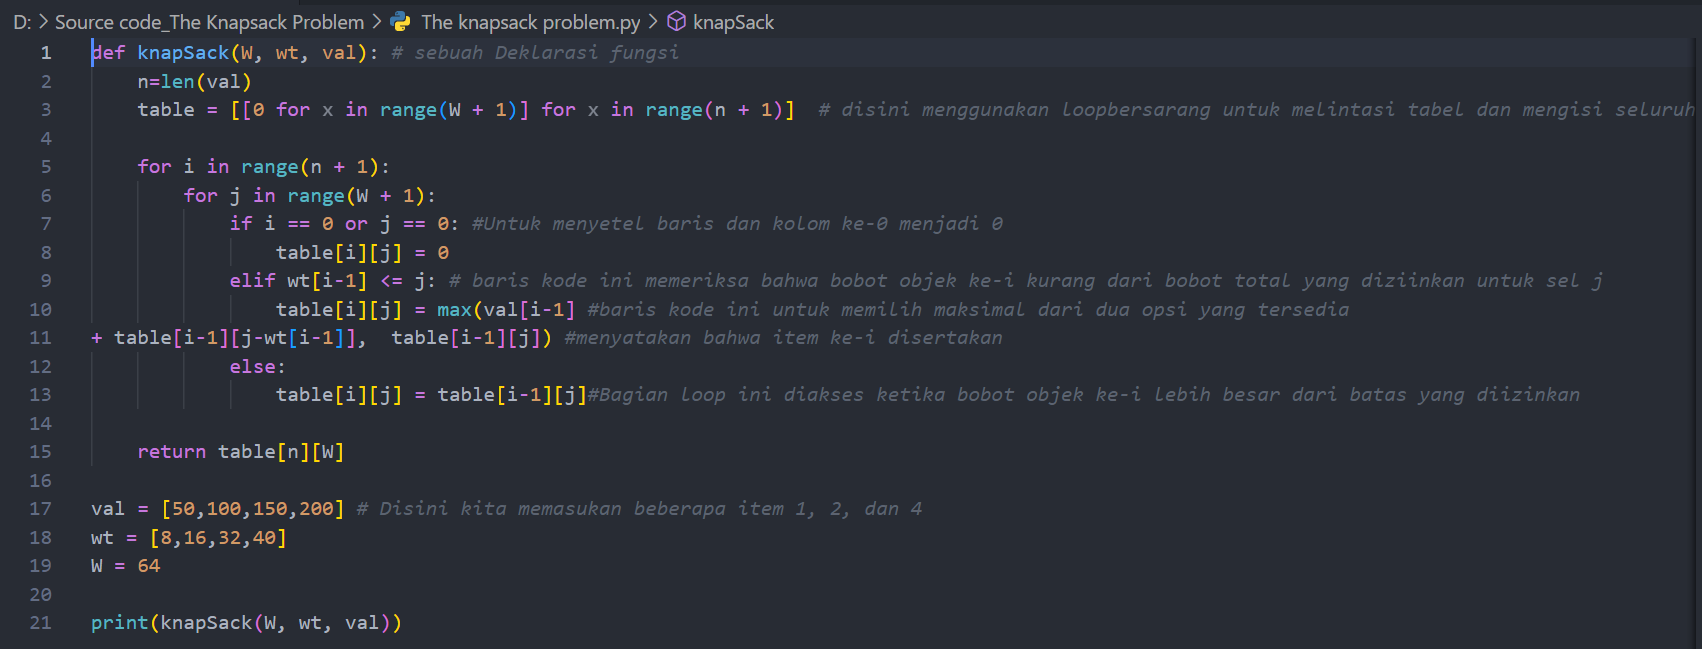 D: > Source code_The Knapsack Problem > The knapsack problem.py > knapSack
1 def knapSack(W, wt, val): # sebuah Deklarasi fungsi
2     n=len(val)
3     table = [[0 for x in range(W + 1)] for x in range(n + 1)]  # disini menggunakan loopbersarang untuk melintasi tabel dan mengisi seluruh
4
5     for i in range(n + 1):
6         for j in range(W + 1):
7             if i == 0 or j == 0: #Untuk menyetel baris dan kolom ke-0 menjadi 0
8                 table[i][j] = 0
9             elif wt[i-1] <= j: # baris kode ini memeriksa bahwa bobot objek ke-i kurang dari bobot total yang diziinkan untuk sel j
10                 table[i][j] = max(val[i-1] #baris kode ini untuk memilih maksimal dari dua opsi yang tersedia
11 + table[i-1][j-wt[i-1]],  table[i-1][j]) #menyatakan bahwa item ke-i disertakan
12             else:
13                 table[i][j] = table[i-1][j]#Bagian loop ini diakses ketika bobot objek ke-i lebih besar dari batas yang diizinkan
14
15     return table[n][W]
16
17 val = [50,100,150,200] # Disini kita memasukan beberapa item 1, 2, dan 4
18 wt = [8,16,32,40]
19 W = 64
20
21 print(knapSack(W, wt, val))